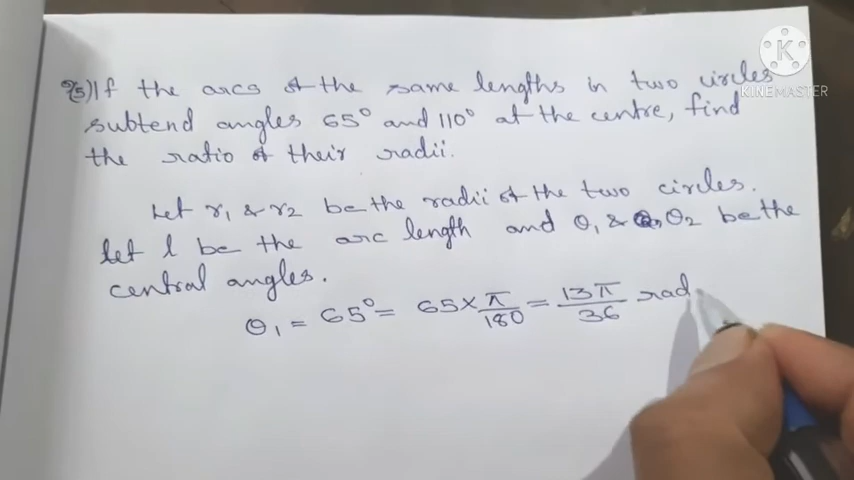 Q5) If the arcs of the same lengths in two circles
subtend angles 65° and 110° at the centre, find
the ratio of their radii.
Let r1 & r2 be the radii of the two circles.
Let l be the arc length and θ1 & θ2 be the
central angles.
θ1 = 65° = 65 × π/180 = 13π/36 rad
KINEMASTER